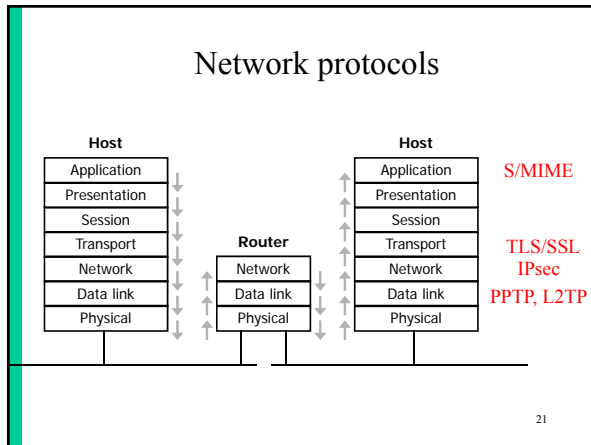 Network protocols
Host
Application
Presentation
Session
Transport
Network
Data link
Physical
Router
Network
Data link
Physical
Host
Application
Presentation
Session
Transport
Network
Data link
Physical
S/MIME
TLS/SSL
IPsec
PPTP, L2TP
21